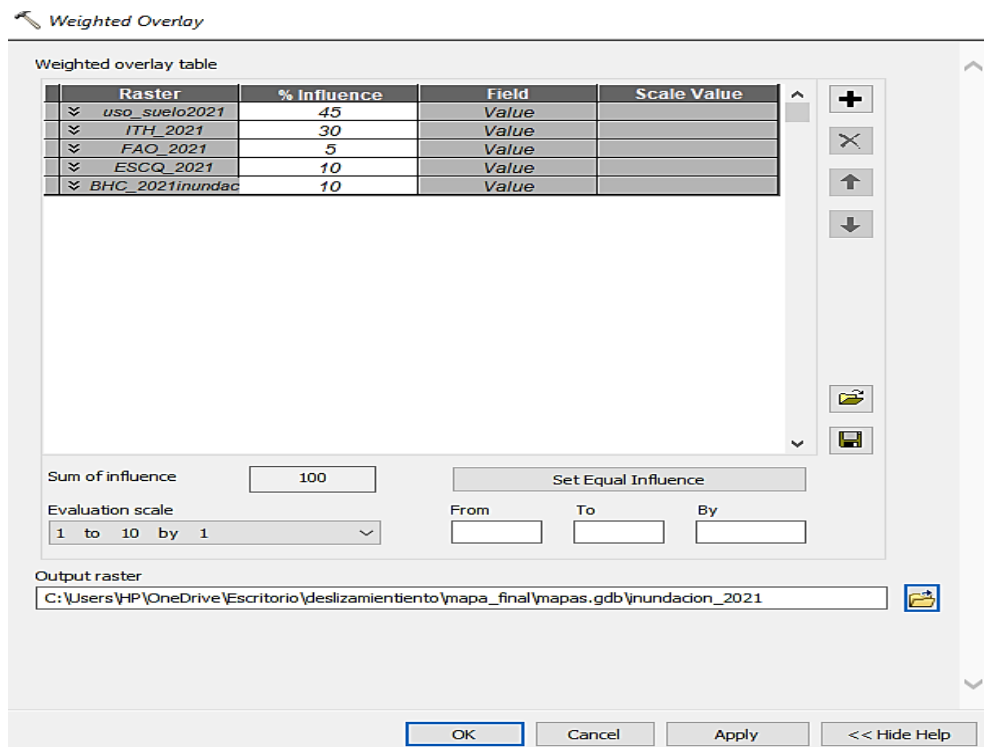 Weighted Overlay
Weighted overlay table
Raster % Influence Field Scale Value
uso_suelo2021 45 Value
ITH_2021 30 Value
FAO_2021 5 Value
ESCQ_2021 10 Value
BHC_2021inundac 10 Value
Sum of influence 100 Set Equal Influence
Evaluation scale From To By
1 to 10 by 1
Output raster
C:\Users\HP\OneDrive\Escritorio\deslizamientiento\mapa_final\mapas.gdb\inundacion_2021
OK Cancel Apply << Hide Help